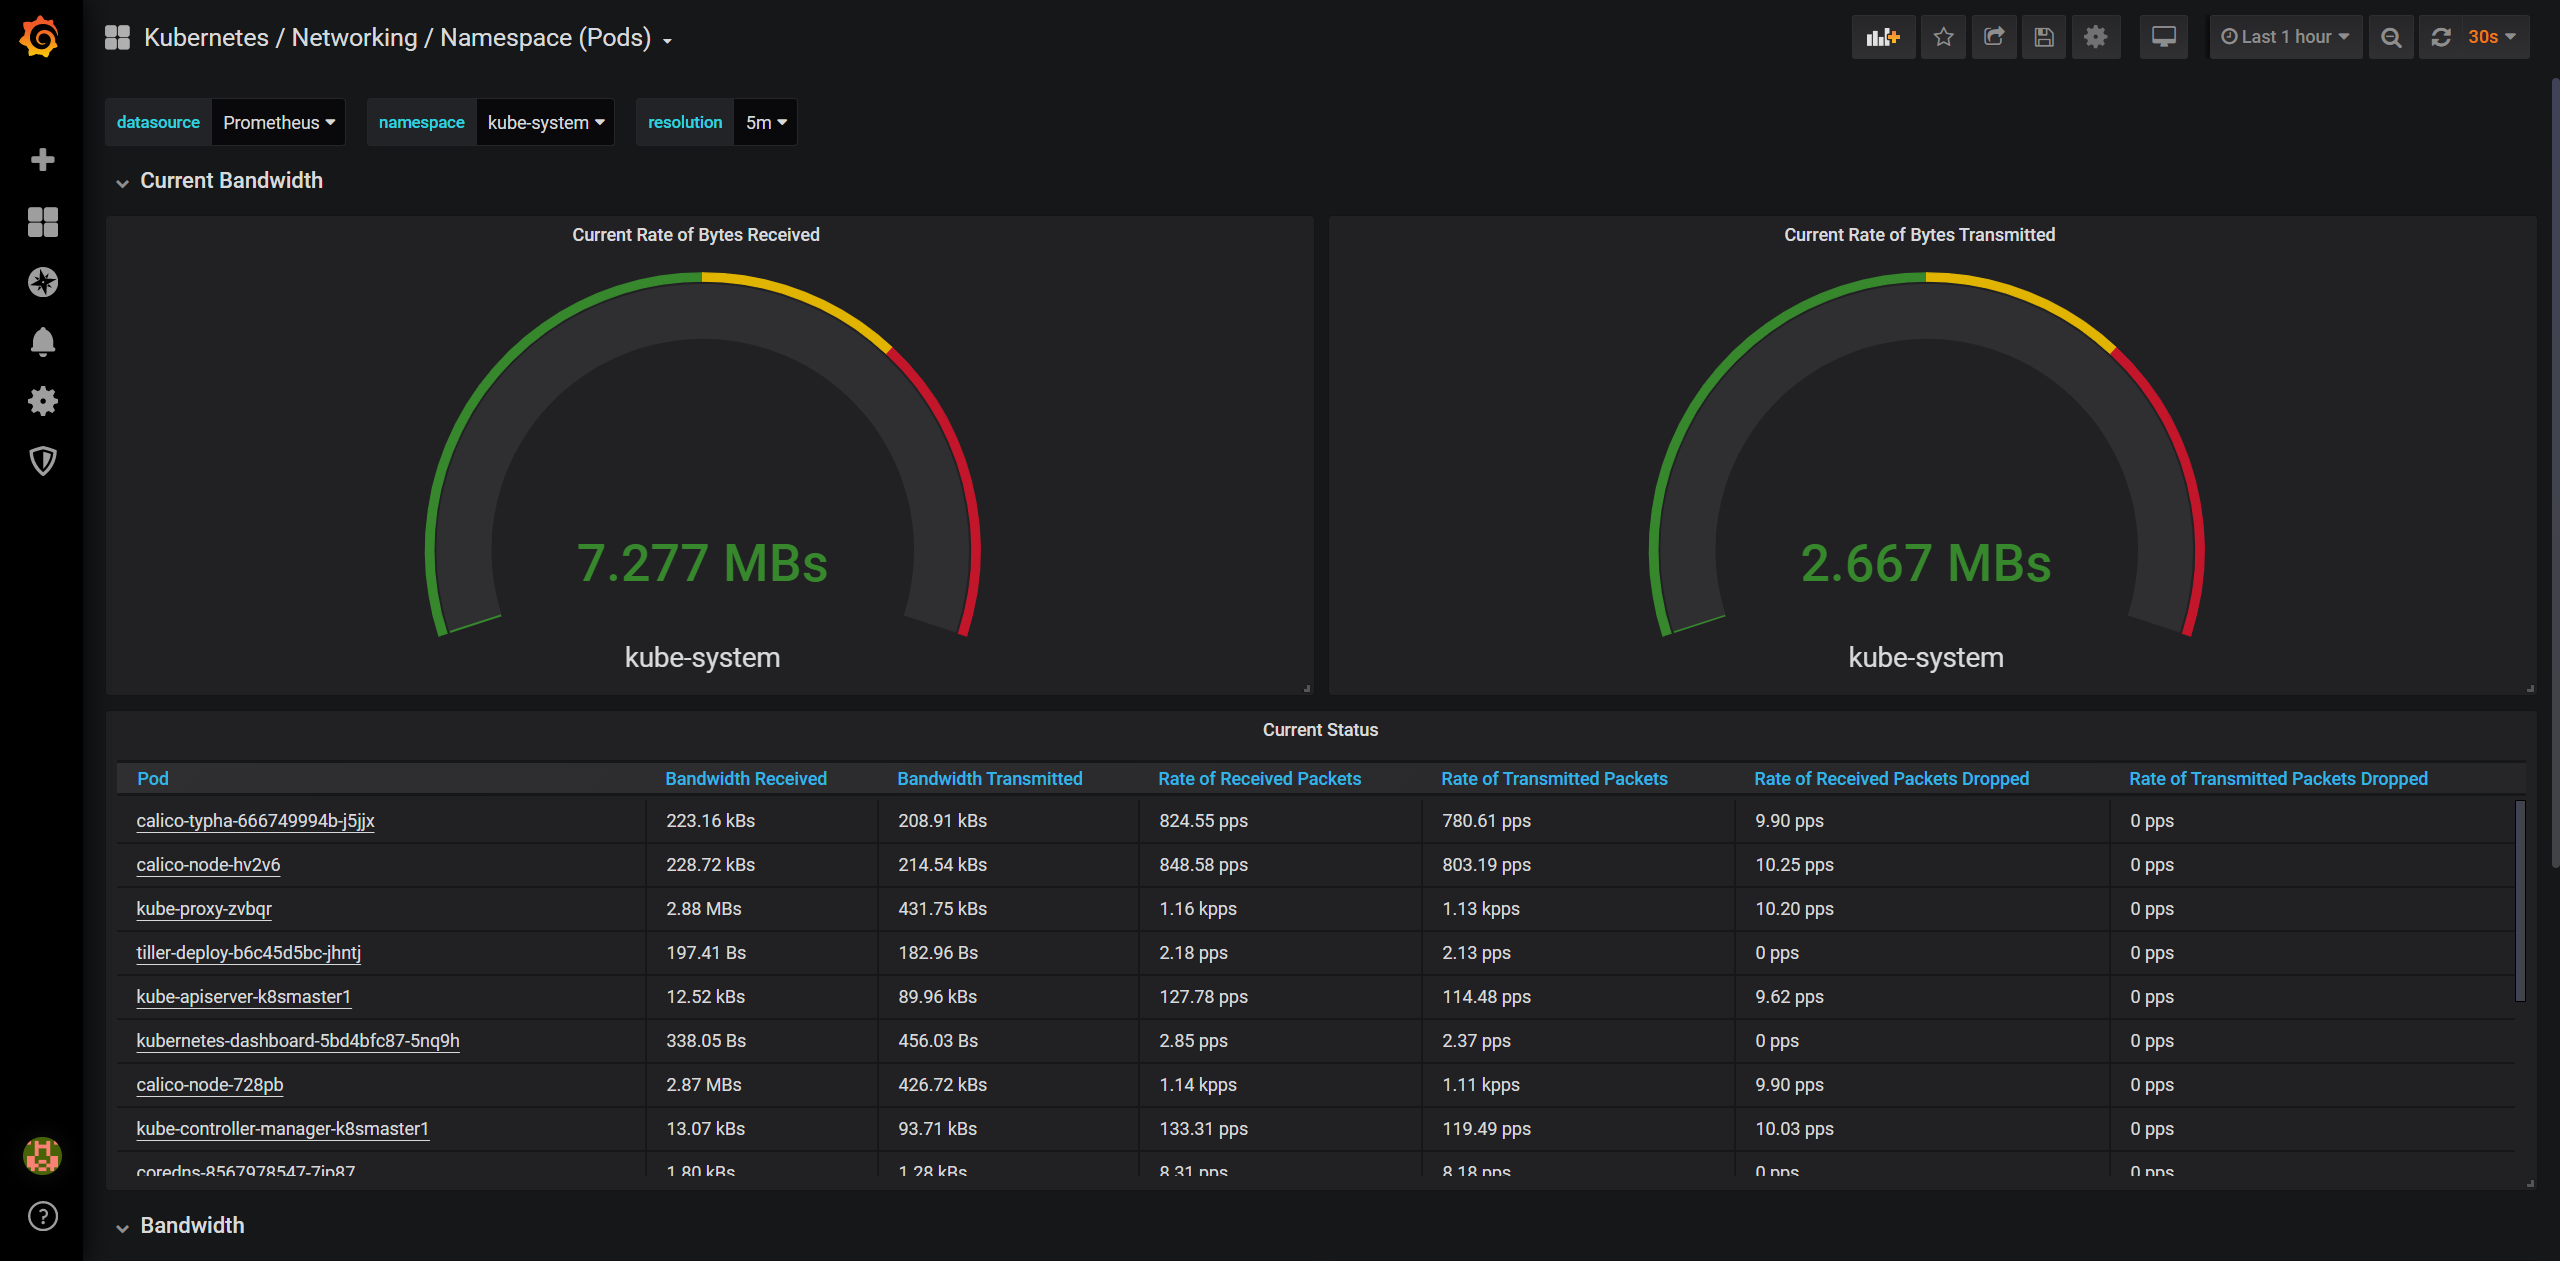 Kubernetes / Networking / Namespace (Pods)
Last 1 hour 30s
datasource Prometheus namespace kube-system resolution 5m
Current Bandwidth
Current Rate of Bytes Received
7.277 MBs
kube-system
Current Rate of Bytes Transmitted
2.667 MBs
kube-system
Current Status
Pod Bandwidth Received Bandwidth Transmitted Rate of Received Packets Rate of Transmitted Packets Rate of Received Packets Dropped Rate of Transmitted Packets Dropped
calico-typha-666749994b-j5jjx 223.16 kBs 208.91 kBs 824.55 pps 780.61 pps 9.90 pps 0 pps
calico-node-hv2v6 228.72 kBs 214.54 kBs 848.58 pps 803.19 pps 10.25 pps 0 pps
kube-proxy-zvbqr 2.88 MBs 431.75 kBs 1.16 kpps 1.13 kpps 10.20 pps 0 pps
tiller-deploy-b6c45d5bc-jhntj 197.41 Bs 182.96 Bs 2.18 pps 2.13 pps 0 pps 0 pps
kube-apiserver-k8smaster1 12.52 kBs 89.96 kBs 127.78 pps 114.48 pps 9.62 pps 0 pps
kubernetes-dashboard-5bd4bfc87-5nq9h 338.05 Bs 456.03 Bs 2.85 pps 2.37 pps 0 pps 0 pps
calico-node-728pb 2.87 MBs 426.72 kBs 1.14 kpps 1.11 kpps 9.90 pps 0 pps
kube-controller-manager-k8smaster1 13.07 kBs 93.71 kBs 133.31 pps 119.49 pps 10.03 pps 0 pps
coredns-8567978547-7jp87 1.80 kBs 1.28 kBs 8.31 pps 8.18 pps 0 pps 0 pps
Bandwidth